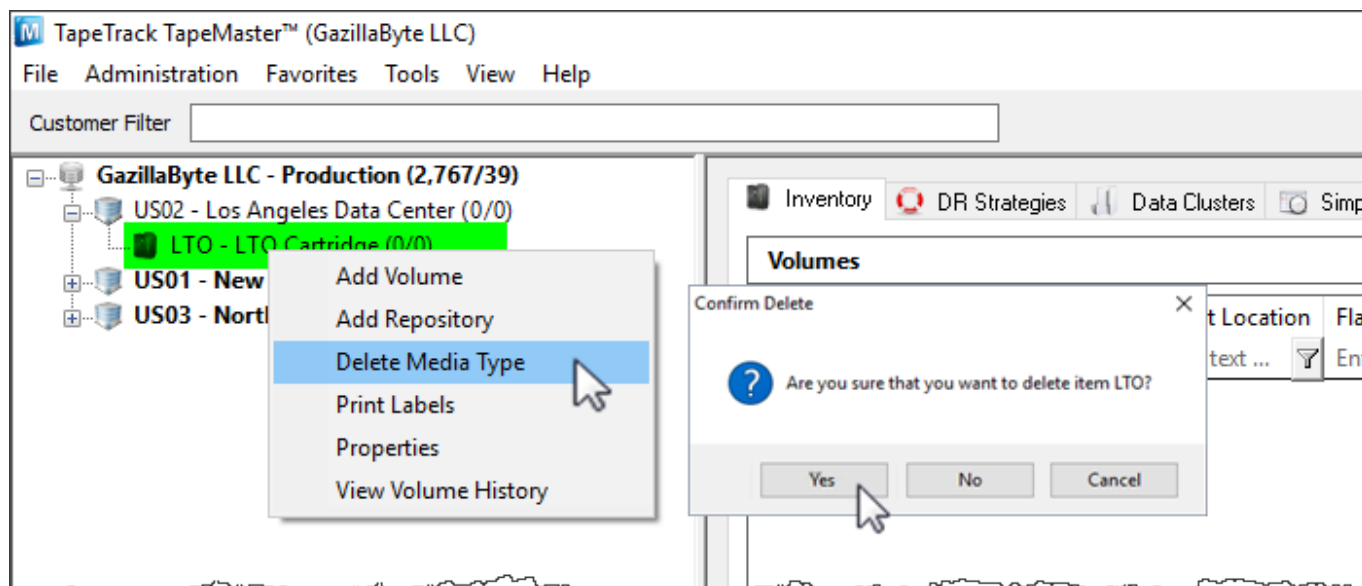 TapeTrack TapeMaster™ (GazillaByte LLC)
File Administration Favorites Tools View Help
Customer Filter
GazillaByte LLC - Production (2,767/39)
US02 - Los Angeles Data Center (0/0)
LTO - LTO Cartridge (0/0)
US01 - New
US03 -
Add Volume
Add Repository
Delete Media Type
Print Labels
Properties
View Volume History
Inventory DR Strategies Data Clusters
Volumes
Location
text ...
Confirm Delete
Are you sure that you want to delete item LTO?
Yes No Cancel